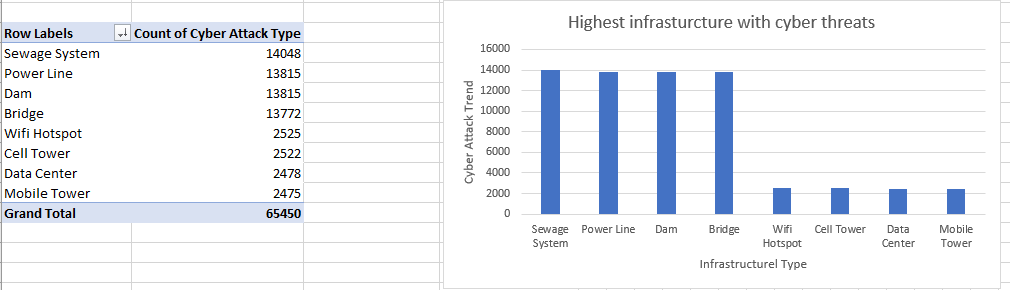 Row Labels Count of Cyber Attack Type
Sewage System 14048
Power Line 13815
Dam 13815
Bridge 13772
Wifi Hotspot 2525
Cell Tower 2522
Data Center 2478
Mobile Tower 2475
Grand Total 65450
Highest infrasturcture with cyber threats
Cyber Attack Trend
16000
14000
12000
10000
8000
6000
4000
2000
0
Sewage Power Line Dam Bridge Wifi Cell Tower Data Mobile
System Hotspot Center Tower
Infrastructurel Type